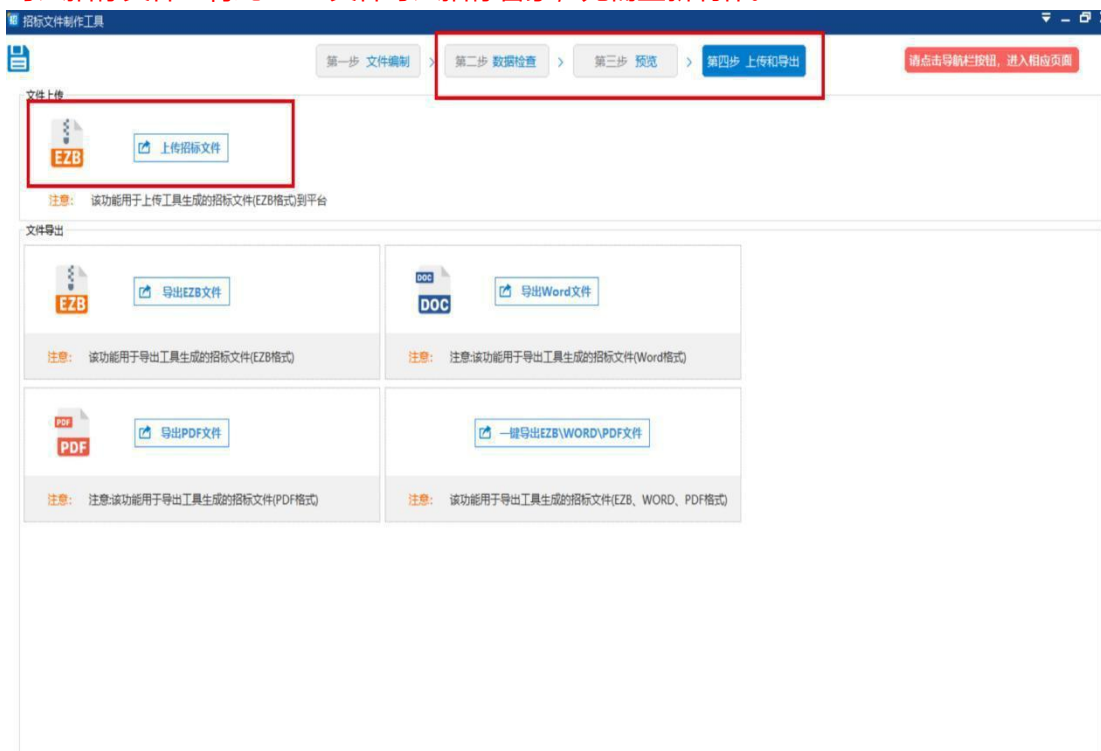 招标文件制作工具
第一步 文件编制 > 第二步 数据检查 > 第三步 预览 > 第四步 上传和导出
请点击导航栏按钮，进入相应页面
文件上传
EZB
上传招标文件
注意： 该功能用于上传工具生成的招标文件(EZB格式)到平台
文件导出
EZB
导出EZB文件
DOC
DOC
导出Word文件
注意： 该功能用于导出工具生成的招标文件(EZB格式)
注意： 注意:该功能用于导出工具生成的招标文件(Word格式)
PDF
PDF
导出PDF文件
一键导出EZB\WORD\PDF文件
注意： 注意:该功能用于导出工具生成的招标文件(PDF格式)
注意： 该功能用于导出工具生成的招标文件(EZB、WORD、PDF格式)